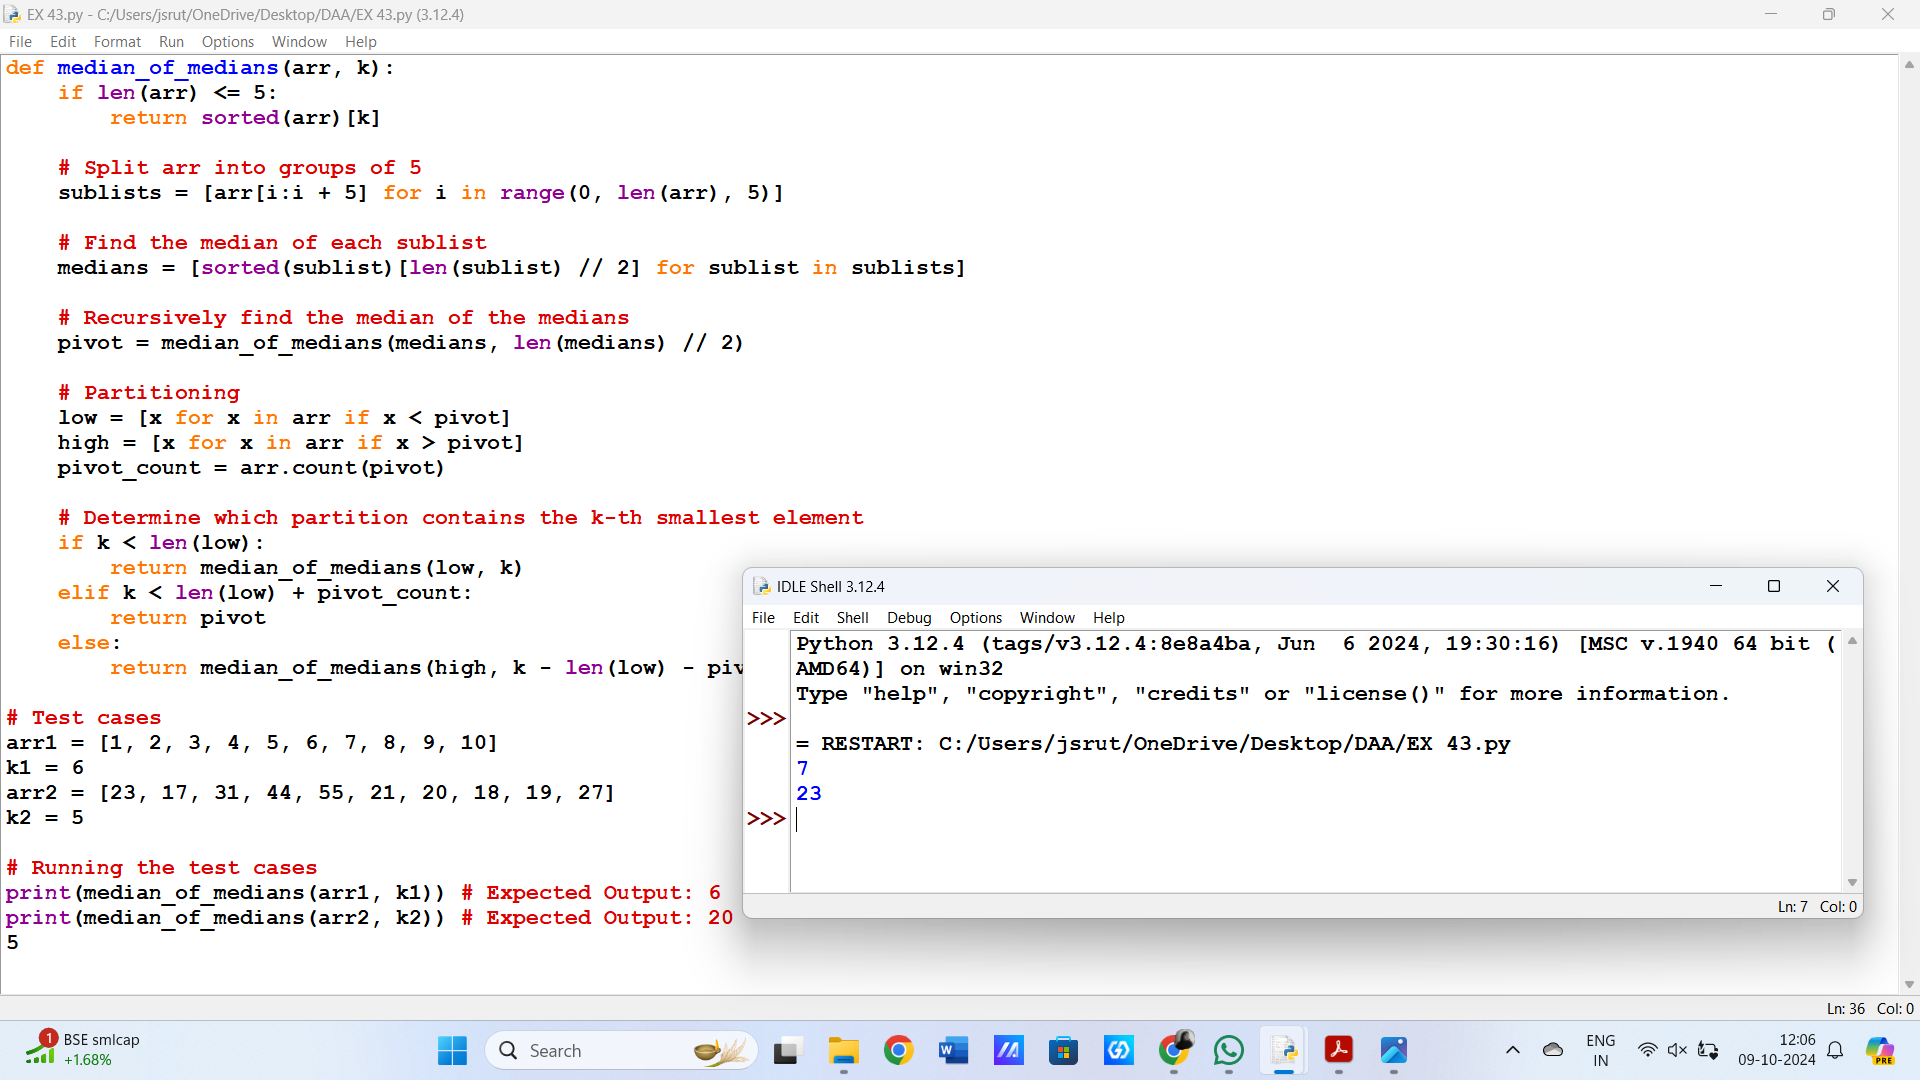 EX 43.py - C:/Users/jsrut/OneDrive/Desktop/DAA/EX 43.py (3.12.4)
File Edit Format Run Options Window Help
def median_of_medians(arr, k):
    if len(arr) <= 5:
        return sorted(arr)[k]
    # Split arr into groups of 5
    sublists = [arr[i:i + 5] for i in range(0, len(arr), 5)]
    # Find the median of each sublist
    medians = [sorted(sublist)[len(sublist) // 2] for sublist in sublists]
    # Recursively find the median of the medians
    pivot = median_of_medians(medians, len(medians) // 2)
    # Partitioning
    low = [x for x in arr if x < pivot]
    high = [x for x in arr if x > pivot]
    pivot_count = arr.count(pivot)
    # Determine which partition contains the k-th smallest element
    if k < len(low):
        return median_of_medians(low, k)
    elif k < len(low) + pivot_count:
        return pivot
    else:
        return median_of_medians(high, k - len(low) - piv
# Test cases
arr1 = [1, 2, 3, 4, 5, 6, 7, 8, 9, 10]
k1 = 6
arr2 = [23, 17, 31, 44, 55, 21, 20, 18, 19, 27]
k2 = 5
# Running the test cases
print(median_of_medians(arr1, k1)) # Expected Output: 6
print(median_of_medians(arr2, k2)) # Expected Output: 20
5
IDLE Shell 3.12.4
File Edit Shell Debug Options Window Help
Python 3.12.4 (tags/v3.12.4:8e8a4ba, Jun  6 2024, 19:30:16) [MSC v.1940 64 bit (
AMD64)] on win32
Type "help", "copyright", "credits" or "license()" for more information.
>>>
= RESTART: C:/Users/jsrut/OneDrive/Desktop/DAA/EX 43.py
7
23
>>>
Ln: 7 Col: 0
Ln: 36 Col: 0
1
BSE smlcap
+1.68%
Search
W
PRE
ENG
IN
12:06
09-10-2024